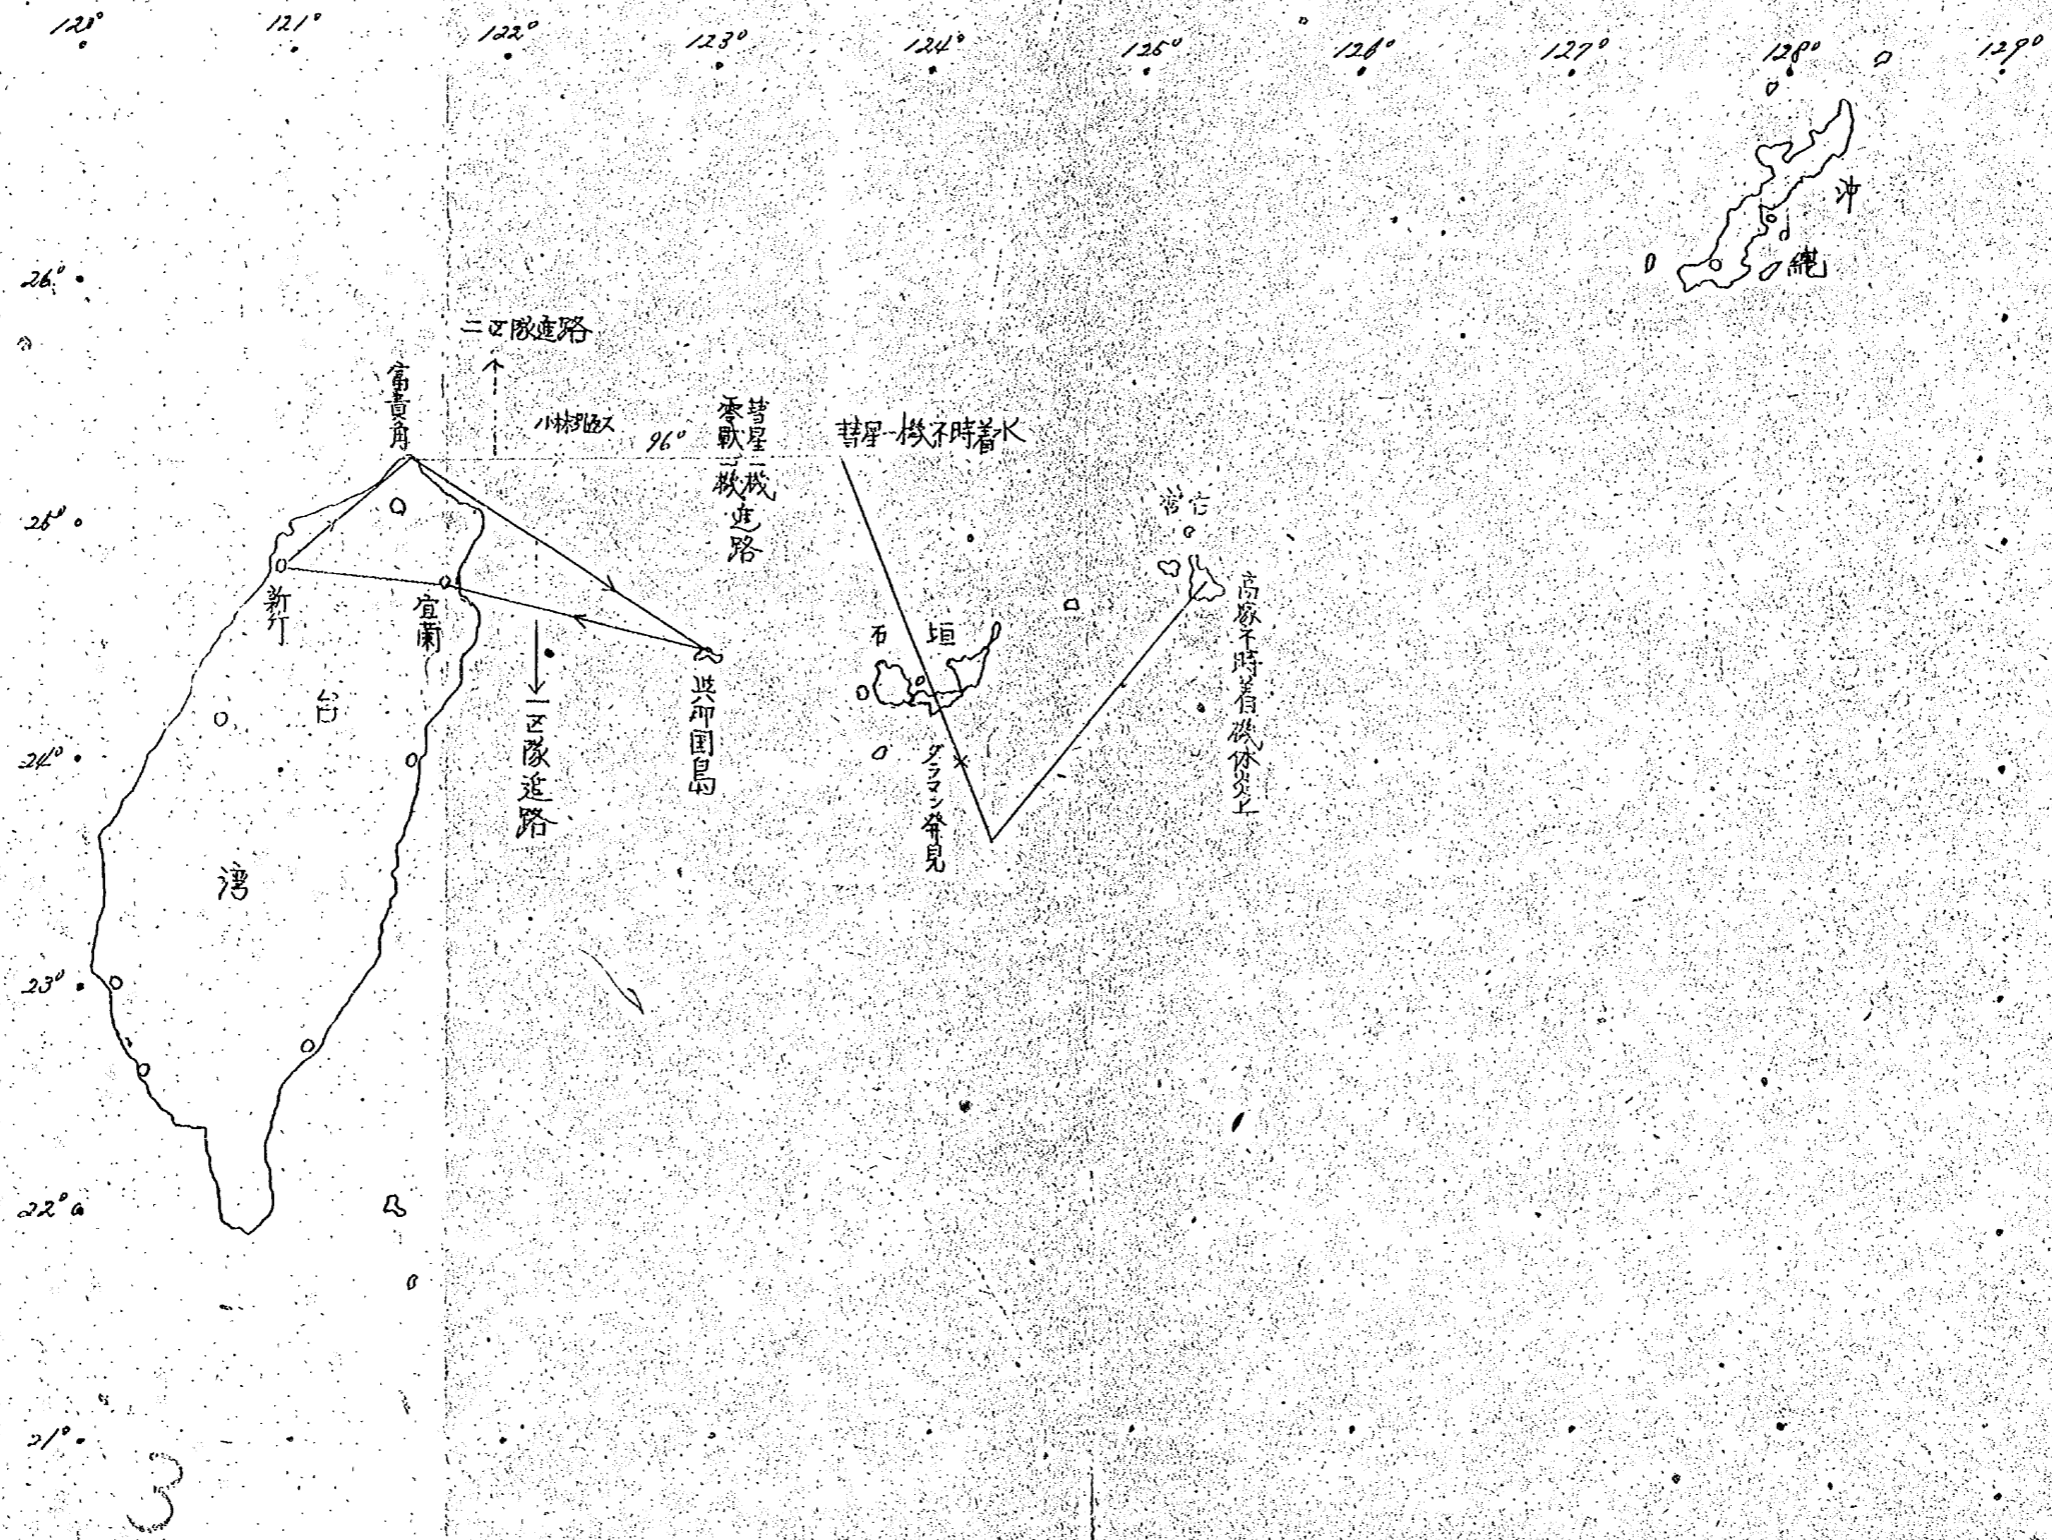 120° 121° 122° 123° 124° 125° 126° 127° 128° 129°
沖
縄
26°
二区隊進路
富貴角
96°
彗星一機
零戦二機進路
彗星一機不時着水
25°
宮古
新竹
宜蘭
石垣
高塚不時着機体炎上
台
湾
一区隊進路
与那国島
24°
グラマン発見
23°
22°
21°
3